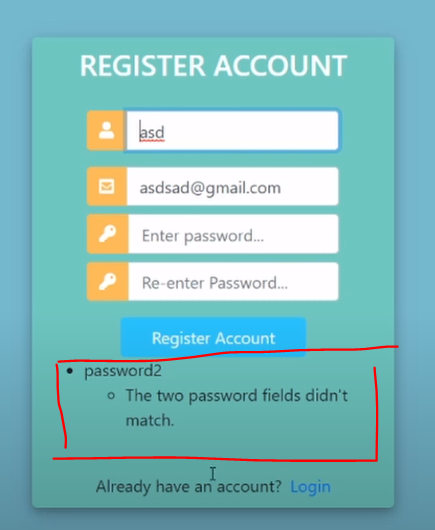 REGISTER ACCOUNT
asd
asdsad@gmail.com
Enter password...
Re-enter Password...
Register Account
• password2
◦ The two password fields didn't
match.
Already have an account? Login